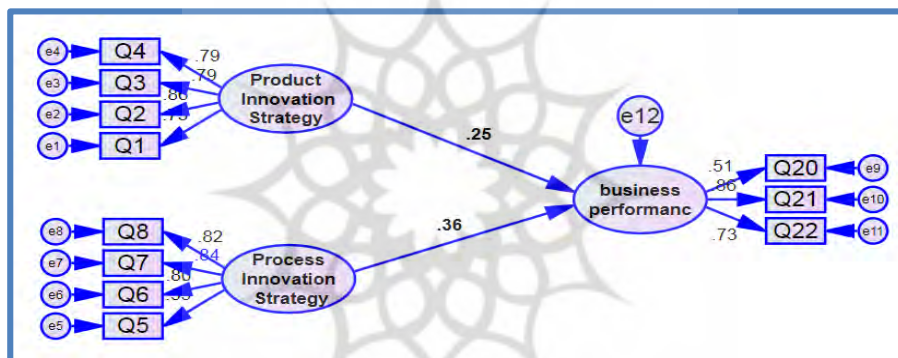 e4 Q4 .79
e3 Q3 .79
e2 Q2 .86
e1 Q1
Product
Innovation
Strategy
.25
e12
business
performanc
.51 Q20 e9
.86 Q21 e10
.73 Q22 e11
.36
e8 Q8 .82
e7 Q7 .84
e6 Q6 .80
e5 Q5
Process
Innovation
Strategy